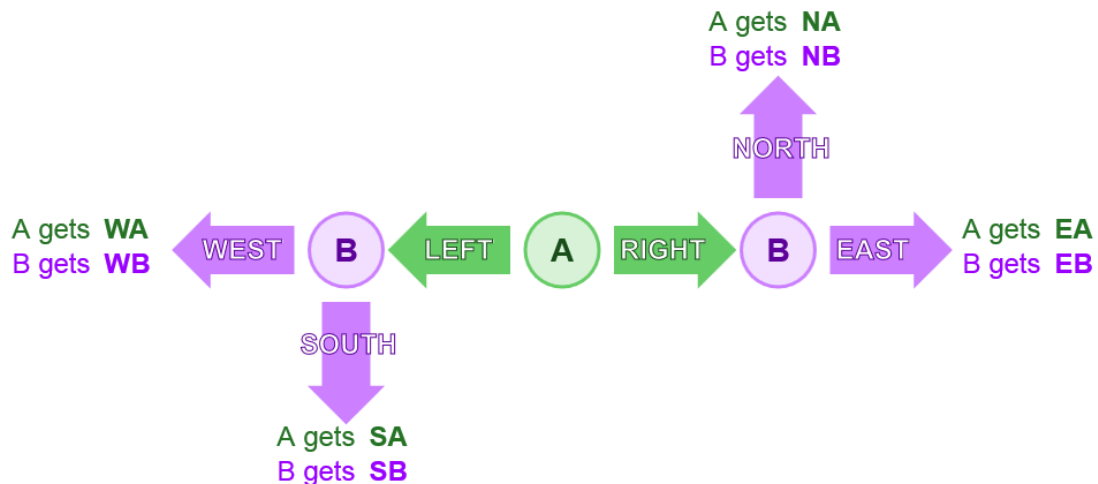 A gets NA
B gets NB
NORTH
A gets WA
B gets WB
WEST
B
LEFT
A
RIGHT
B
EAST
A gets EA
B gets EB
SOUTH
A gets SA
B gets SB